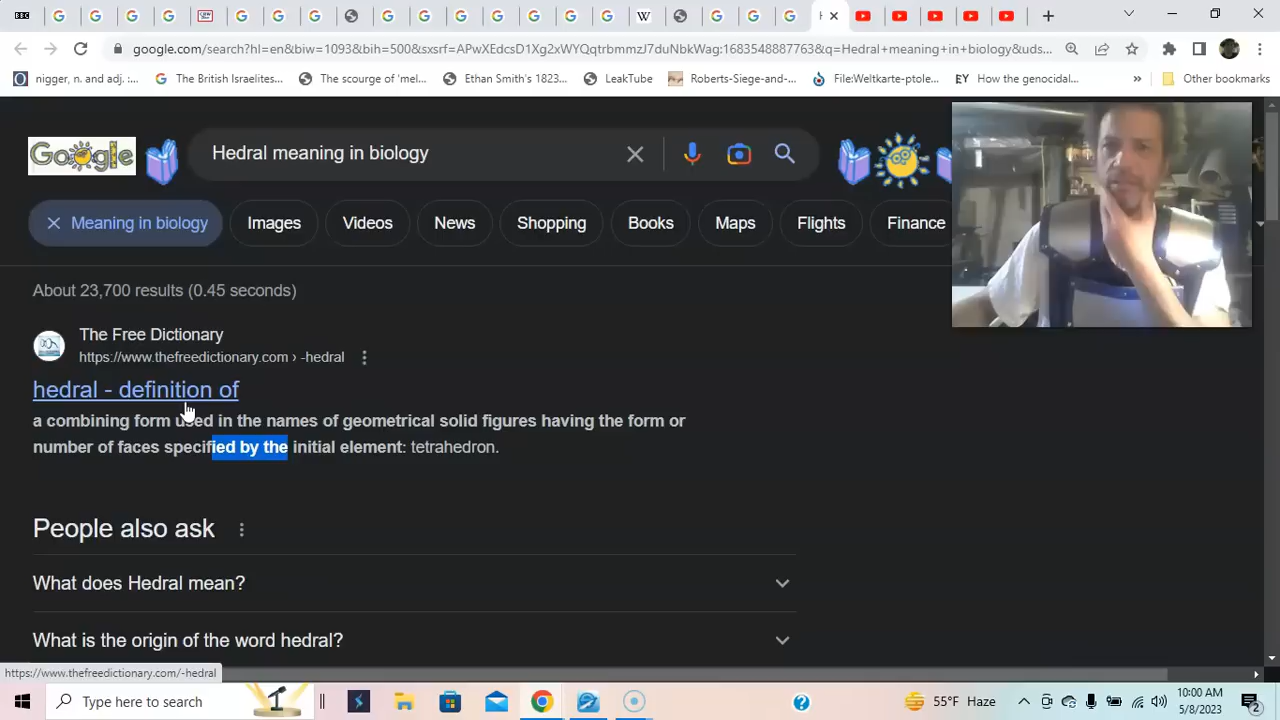 BBC
google.com/search?hl=en&biw=1093&bih=500&sxsrf=APwXEdcsD1Xg2xWYQqtrbmmzJ7duNbkWag:1683548887763&q=Hedral+meaning+in+biology&uds...
nigger, n. and adj. :...
The British Israelites...
The scourge of 'mel...
Ethan Smith's 1823...
LeakTube
Roberts-Siege-and-...
File:Weltkarte-ptole...
EY
How the genocidal...
»
Other bookmarks
Google
Hedral meaning in biology
Meaning in biology
Images
Videos
News
Shopping
Books
Maps
Flights
Finance
About 23,700 results (0.45 seconds)
The Free Dictionary
https://www.thefreedictionary.com › -hedral
hedral - definition of
a combining form used in the names of geometrical solid figures having the form or
number of faces specified by the initial element: tetrahedron.
People also ask
What does Hedral mean?
What is the origin of the word hedral?
https://www.thefreedictionary.com/-hedral
Type here to search
55°F Haze
10:00 AM
5/8/2023
2